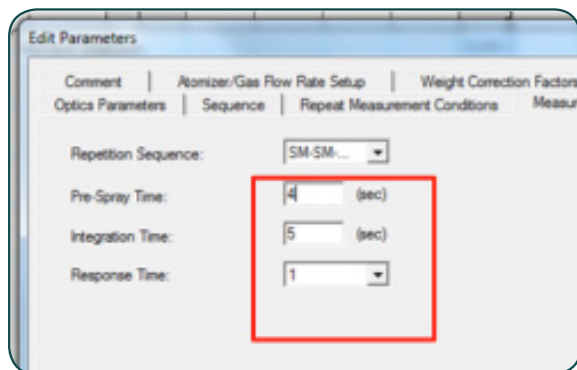 Edit Parameters
Comment Atomizer/Gas Flow Rate Setup Weight Correction Factors
Optics Parameters Sequence Repeat Measurement Conditions Measur
Repetition Sequence: SM-SM-...
Pre-Spray Time: 4 (sec)
Integration Time: 5 (sec)
Response Time: 1